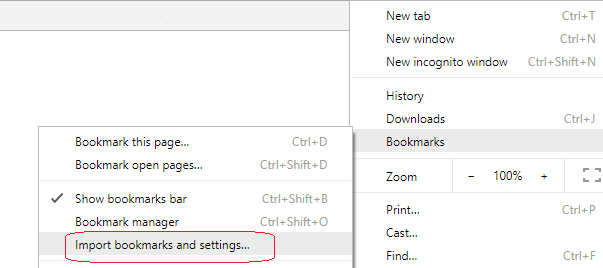 New tab Ctrl+T
New window Ctrl+N
New incognito window Ctrl+Shift+N
History
Downloads Ctrl+J
Bookmarks
Zoom − 100% +
Print... Ctrl+P
Cast...
Find... Ctrl+F
Bookmark this page... Ctrl+D
Bookmark open pages... Ctrl+Shift+D
Show bookmarks bar Ctrl+Shift+B
Bookmark manager Ctrl+Shift+O
Import bookmarks and settings...